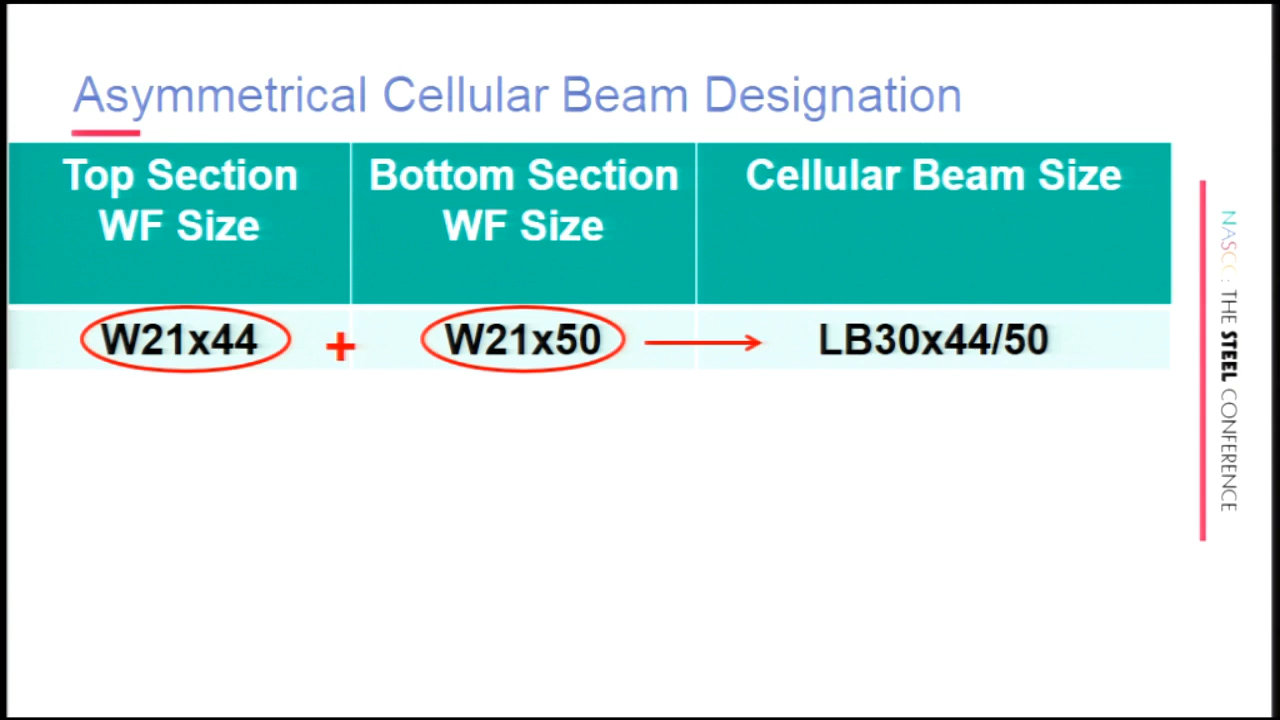 Asymmetrical Cellular Beam Designation
Top Section
WF Size
Bottom Section
WF Size
Cellular Beam Size
W21x44
+
W21x50
LB30x44/50
NASCC: THE STEEL CONFERENCE